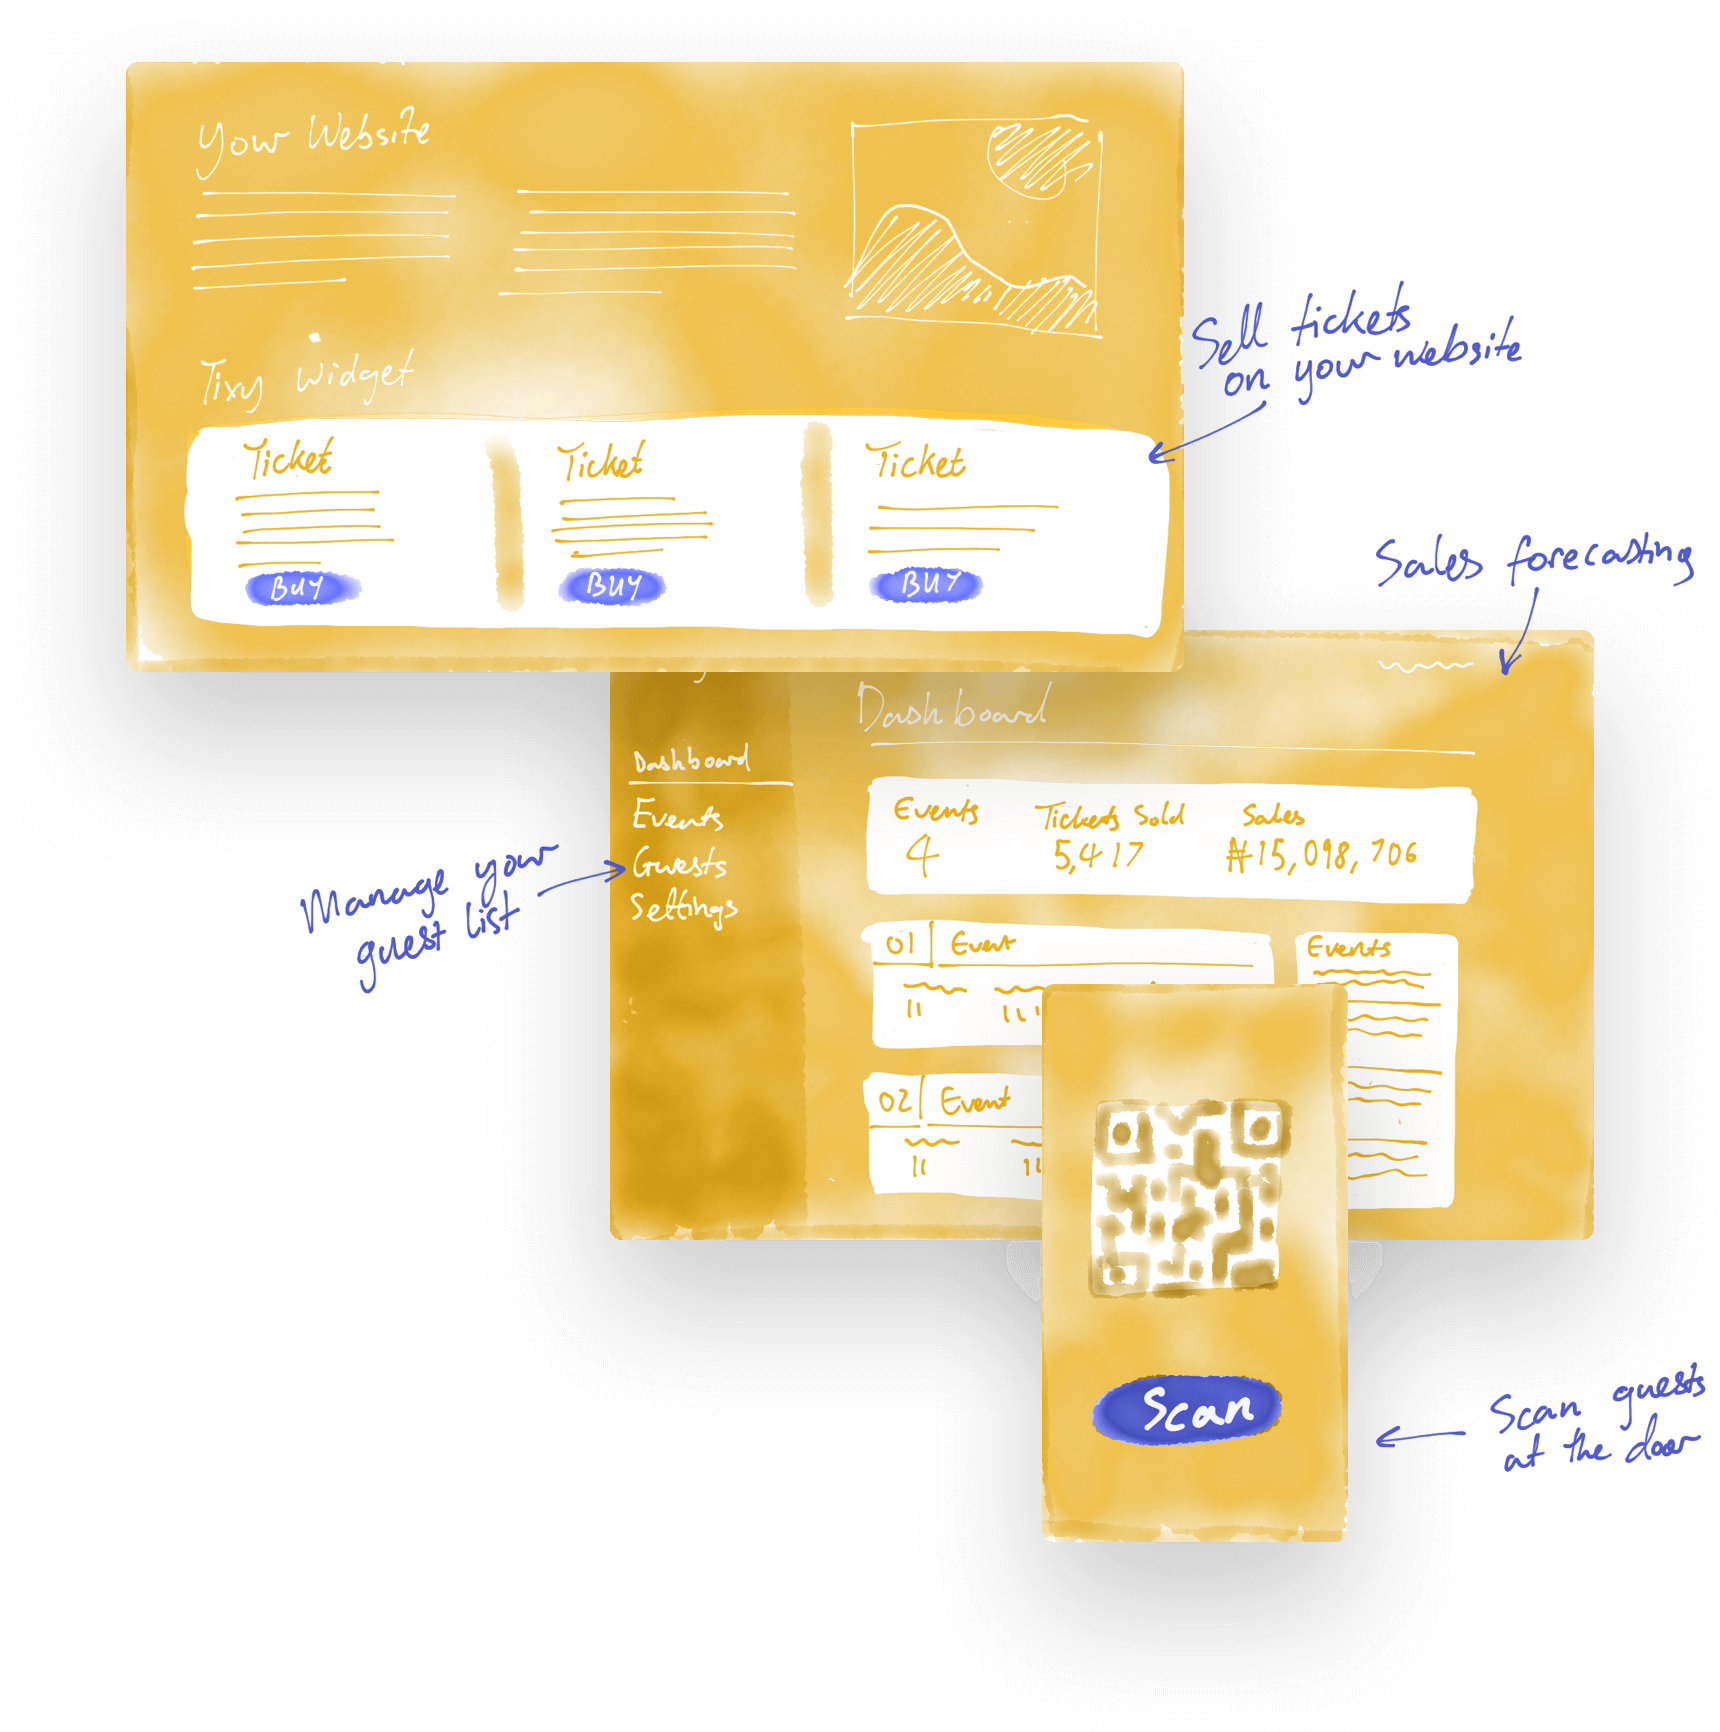 Your Website
Tixy Widget
Ticket
BUY
Ticket
BUY
Ticket
BUY
Sell tickets
on your website
Sales forecasting
Dashboard
Events
Guests
Settings
Manage your
guest list
Dashboard
Events
4
Tickets Sold
5,417
Sales
₦15,098,706
01 Event
02 Event
Events
Scan
Scan guests
at the door